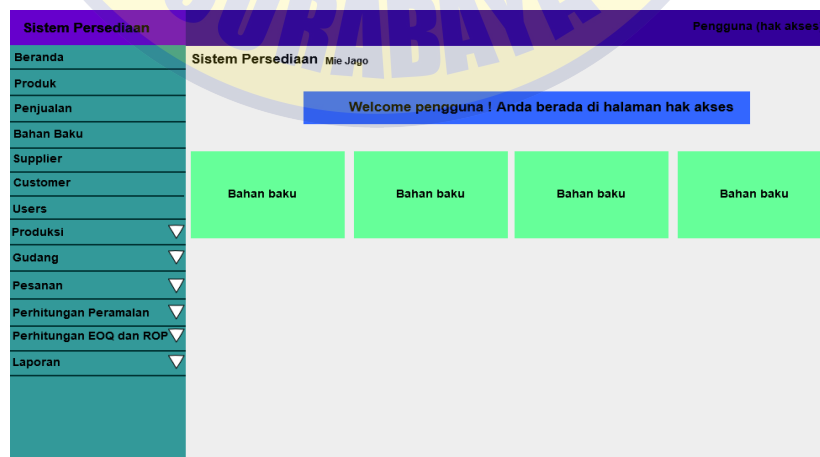 Sistem Persediaan
Pengguna (hak akses
Beranda
Produk
Penjualan
Bahan Baku
Supplier
Customer
Users
Produksi
Gudang
Pesanan
Perhitungan Peramalan
Perhitungan EOQ dan ROP
Laporan
Sistem Persediaan Mie Jago
Welcome pengguna ! Anda berada di halaman hak akses
Bahan baku Bahan baku Bahan baku Bahan baku
SURABAYA